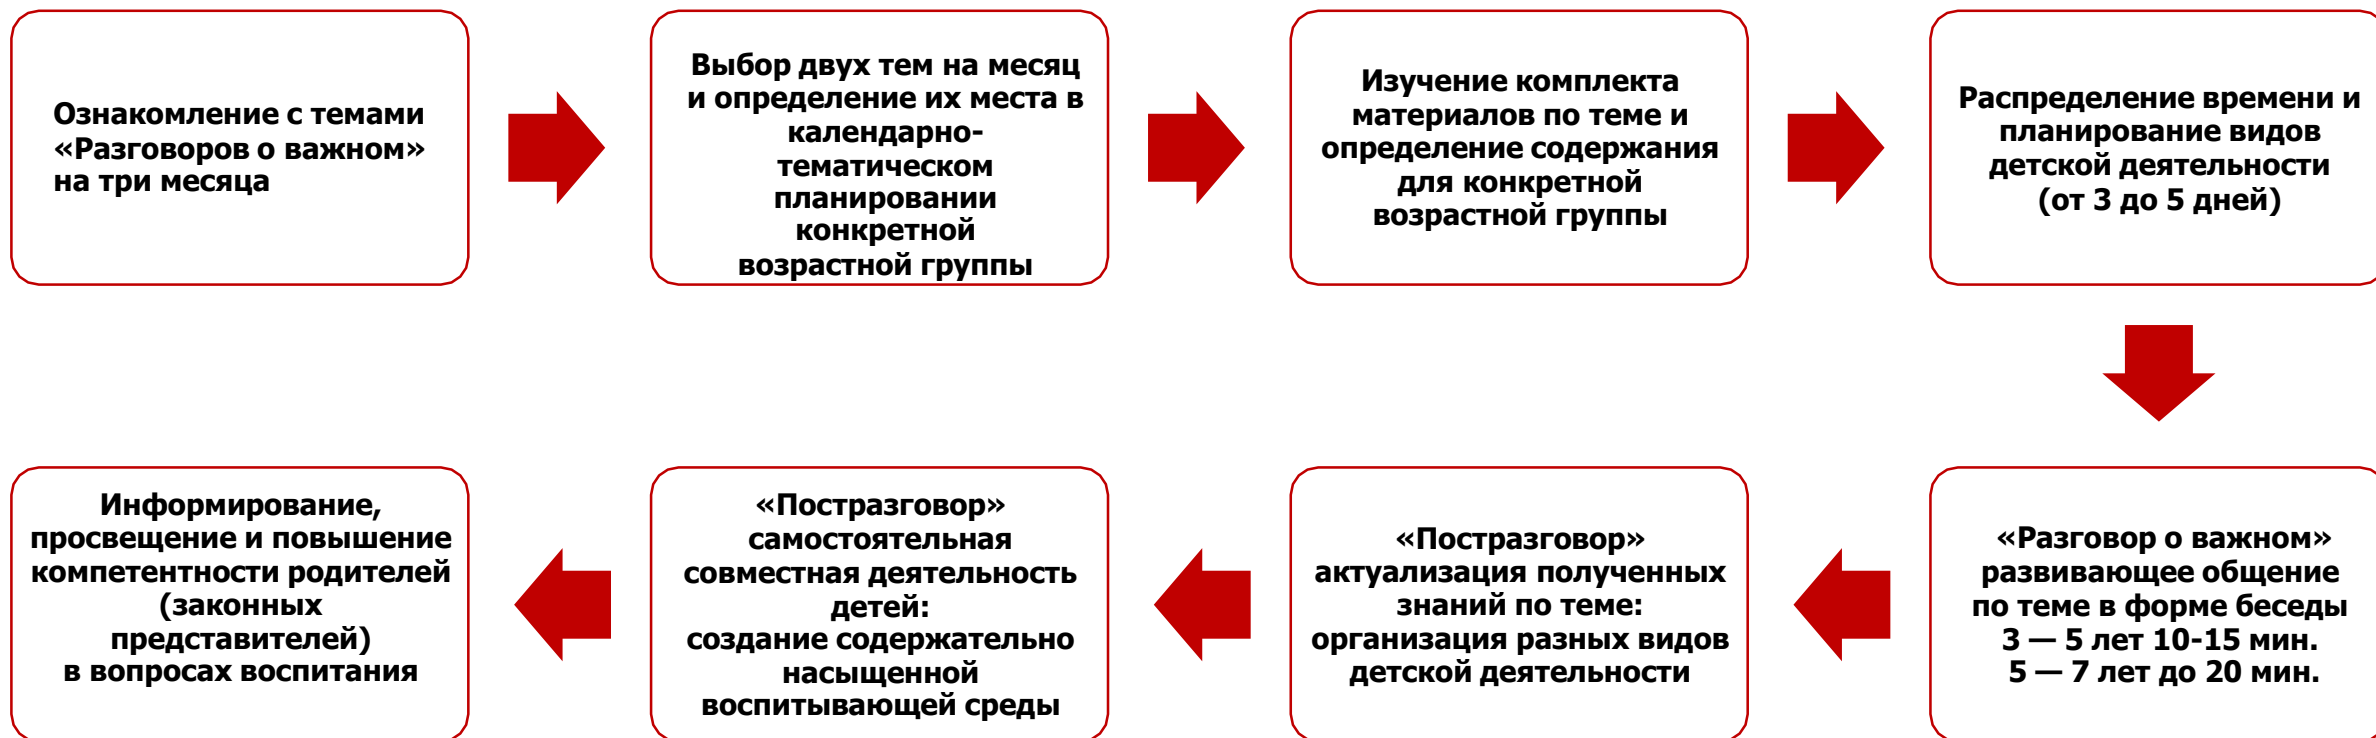 Ознакомление с темами
«Разговоров о важном»
на три месяца
Выбор двух тем на месяц
и определение их места в
календарно-
тематическом
планировании
конкретной
возрастной группы
Изучение комплекта
материалов по теме и
определение содержания
для конкретной
возрастной группы
Распределение времени и
планирование видов
детской деятельности
(от 3 до 5 дней)
«Разговор о важном»
развивающее общение
по теме в форме беседы
3 — 5 лет 10-15 мин.
5 — 7 лет до 20 мин.
«Постразговор»
актуализация полученных
знаний по теме:
организация разных видов
детской деятельности
«Постразговор»
самостоятельная
совместная деятельность
детей:
создание содержательно
насыщенной
воспитывающей среды
Информирование,
просвещение и повышение
компетентности родителей
(законных
представителей)
в вопросах воспитания